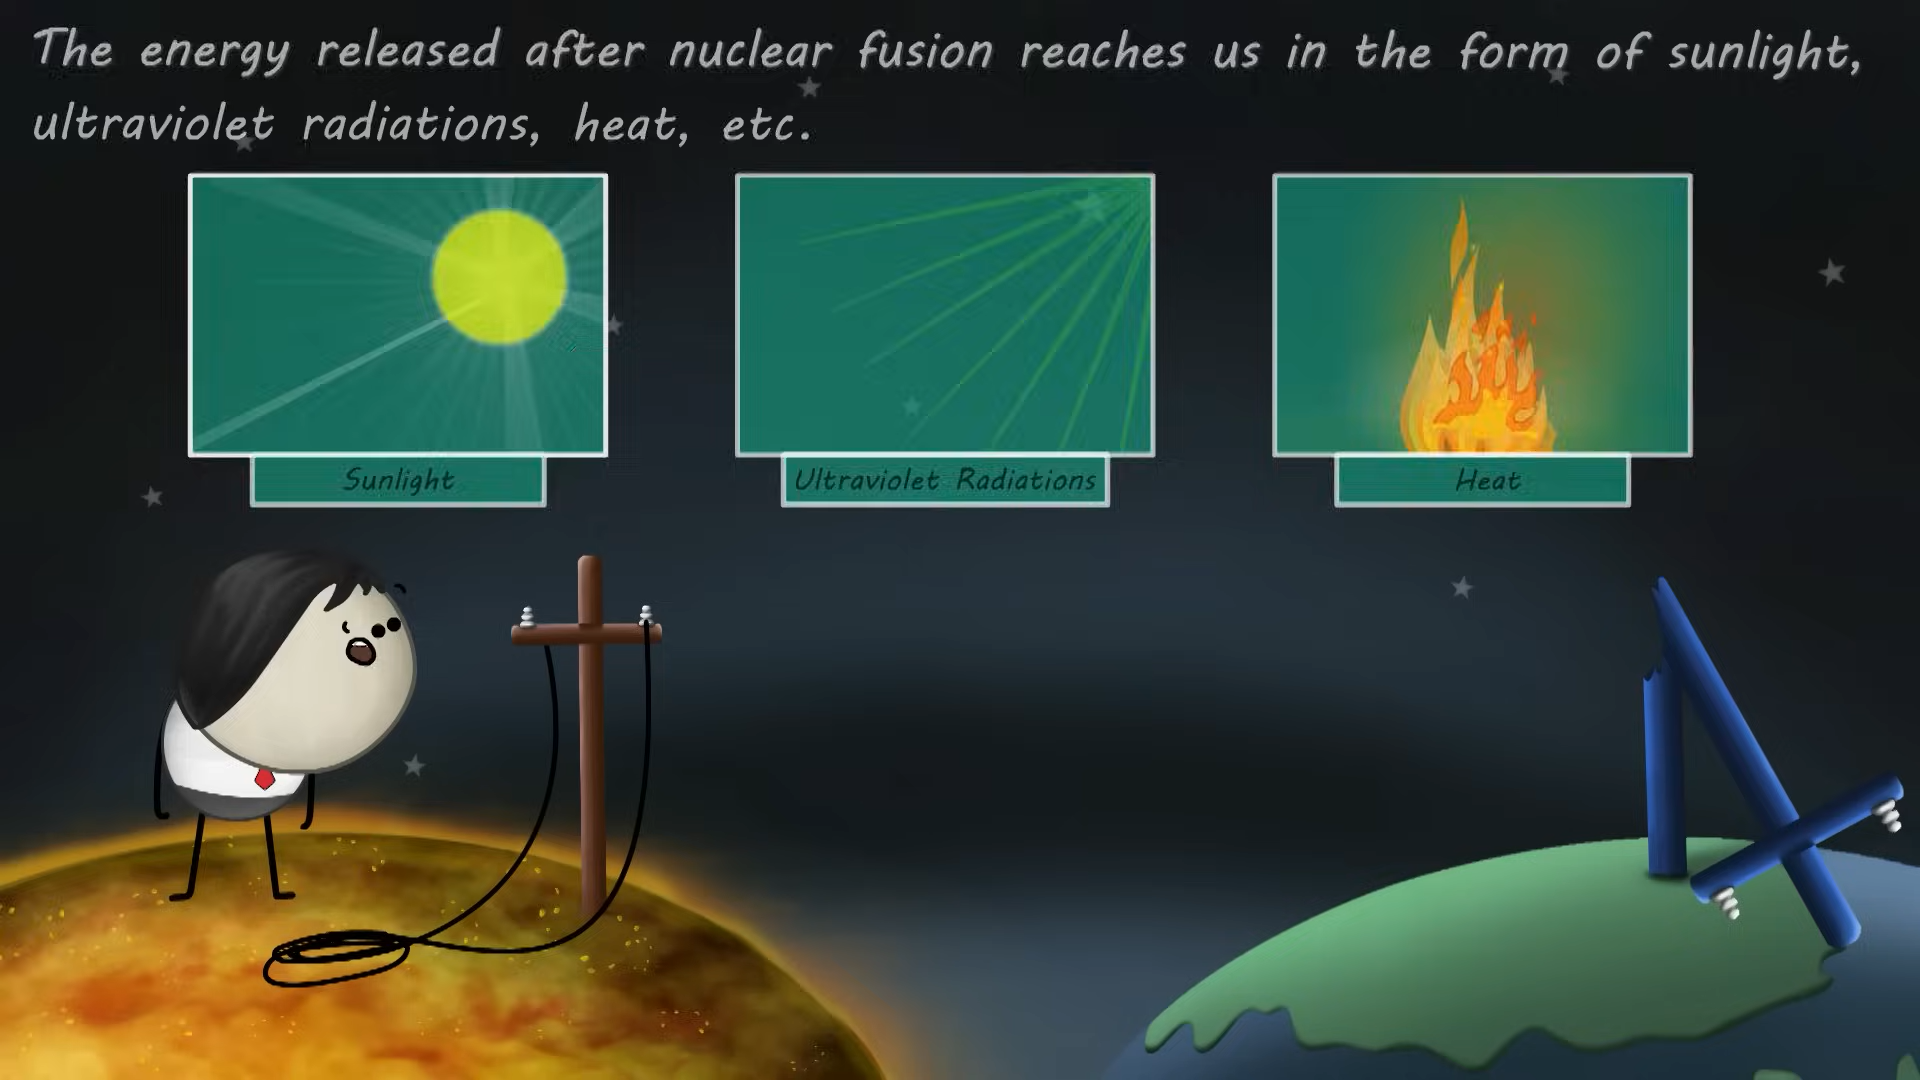 The energy released after nuclear fusion reaches us in the form of sunlight,
ultraviolet radiations, heat, etc.
Sunlight
Ultraviolet Radiations
Heat